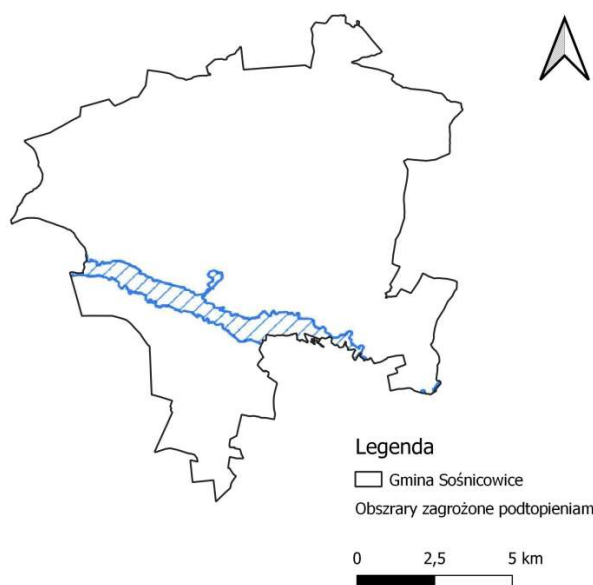 Legenda
Gmina Sośnicowice
Obszrary zagrożone podtopieniam
0 2,5 5 km